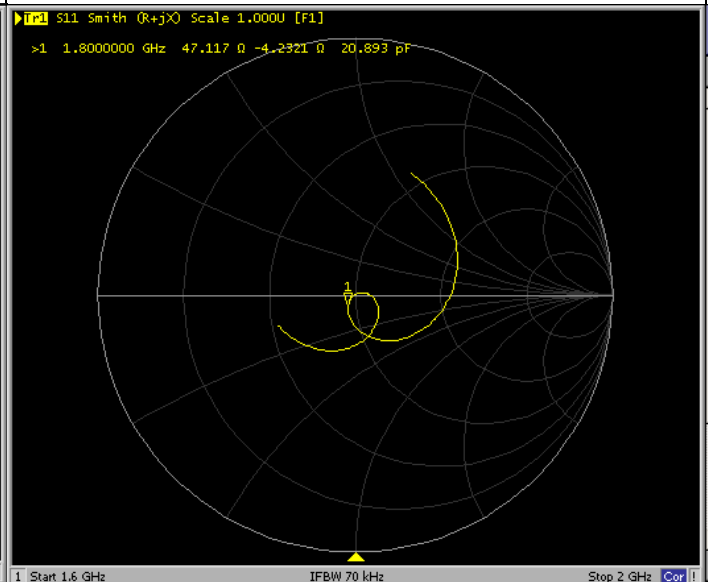 Tr1 S11 Smith (R+jX) Scale 1.000U [F1]
>1 1.8000000 GHz 47.117 Ω -4.2321 Ω 20.893 pF
1
1 Start 1.6 GHz IFBW 70 kHz Stop 2 GHz Cor !